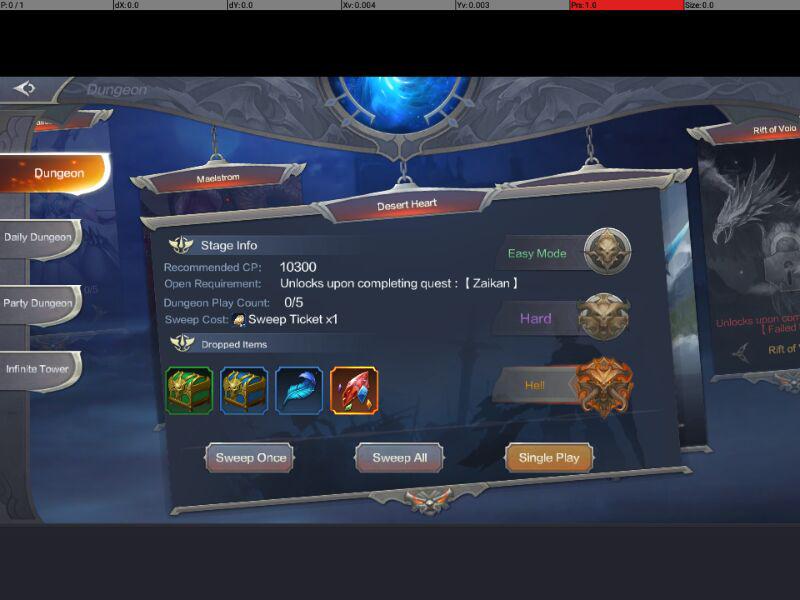 P: 0 / 1 dX: 0.0 dY: 0.0 Xv: 0.004 Yv: 0.003 Prs: 1.0 Size: 0.0
Dungeon
Rift of Void
Dungeon
Maelstrom
Desert Heart
Daily Dungeon
Stage Info
Easy Mode
Recommended CP: 10300
Open Requirement: Unlocks upon completing quest : 【 Zaikan 】
Party Dungeon
0/5
Dungeon Play Count: 0/5
Sweep Cost: Sweep Ticket x1
Hard
Unlocks upon com
【 Failed
Dropped Items
Rift of
Infinite Tower
Hell
Sweep Once
Sweep All
Single Play